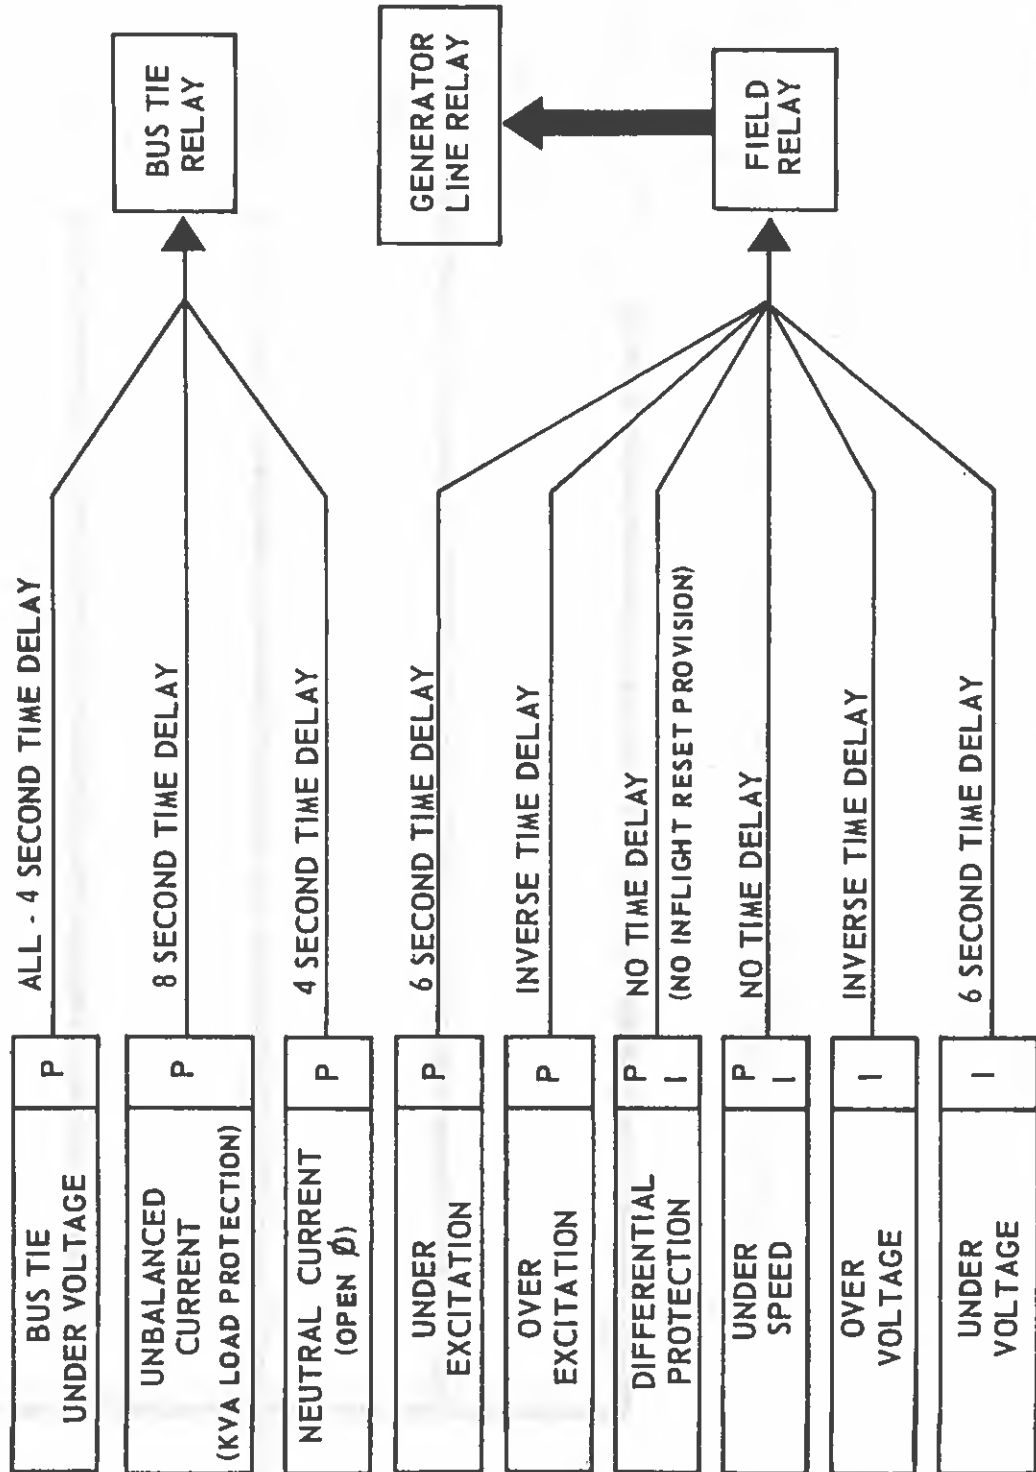 BUS TIE
UNDER VOLTAGE
P
ALL - 4 SECOND TIME DELAY
UNBALANCED
CURRENT
(KVA LOAD PROTECTION)
P
8 SECOND TIME DELAY
NEUTRAL CURRENT
(OPEN Ø)
P
4 SECOND TIME DELAY
BUS TIE
RELAY
UNDER
EXCITATION
P
6 SECOND TIME DELAY
OVER
EXCITATION
P
INVERSE TIME DELAY
DIFFERENTIAL
PROTECTION
P
I
NO TIME DELAY
(NO INFLIGHT RESET PROVISION)
UNDER
SPEED
P
I
NO TIME DELAY
OVER
VOLTAGE
I
INVERSE TIME DELAY
UNDER
VOLTAGE
I
6 SECOND TIME DELAY
GENERATOR
LINE RELAY
FIELD
RELAY